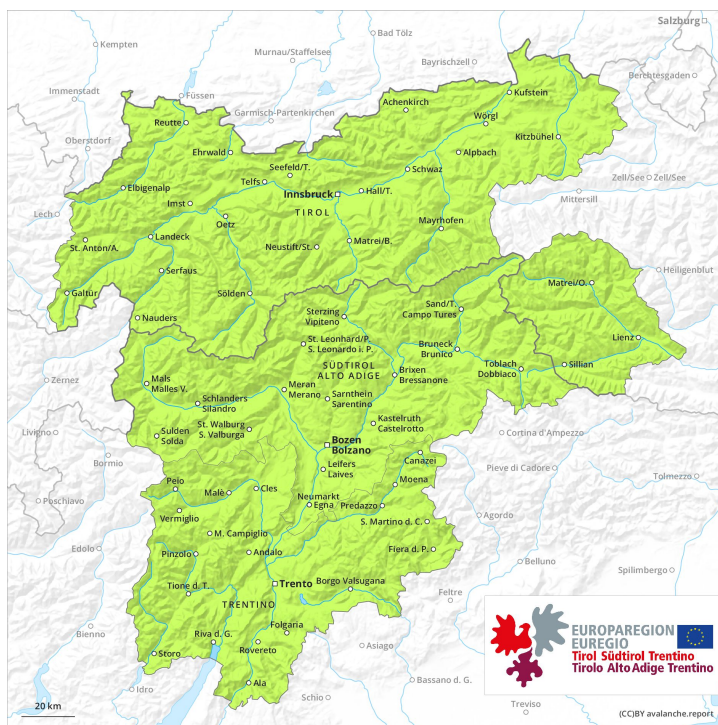 Salzburg
Kempten
Bad Tölz
Murnau/Staffelsee
Bayrischzell
Berchtesgaden
Immenstadt
Füssen
Garmisch-Partenkirchen
Achenkirch
Kufstein
Wörgl
Reutte
Oberstdorf
Ehrwald
Kitzbühel
Alpbach
Seefeld/T.
Schwaz
Telfs
Elbigenalp
Innsbruck
Hall/T.
Zell/See
Zell/See
Mittersill
Imst
TIROL
Lech
Oetz
Mayrhofen
Landeck
St. Anton/A.
Neustift/St.
Matrei/B.
Serfaus
Heiligenblut
Galtür
Sölden
Matrei/O.
Nauders
Sterzing
Vipiteno
Sand/T.
Campo Tures
St. Leonhard/P.
S. Leonardo i. P.
Lienz
Bruneck
Brunico
SÜDTIROL
ALTO ADIGE
Toblach
Dobbiaco
Sillian
Brixen
Bressanone
Zernez
Mals
Malles V.
Meran
Merano
Schlanders
Silandro
Sarnthein
Sarentino
St. Walburg
S. Valburga
Kastelruth
Castelrotto
Livigno
Sulden
Solda
Bozen
Bolzano
Cortina d'Ampezzo
Bormio
Canazei
Leifers
Laives
Pieve di Cadore
Tolmezzo
Poschiavo
Peio
Malè
Cles
Moena
Neumarkt
Egna
Predazzo
Vermiglio
Agordo
S. Martino d. C.
M. Campiglio
Edolo
Pinzolo
Andalo
Fiera d. P.
Belluno
Spilimbergo
Tione d. T.
Trento
Borgo Valsugana
Feltre
TRENTINO
Bienno
Riva d. G.
Folgaria
Storo
Rovereto
Asiago
Idro
Ala
Schio
Bassano d. G.
Treviso
EUROPAREGION
EUREGIO
Tirol Südtirol Trentino
Tirolo Alto Adige Trentino
20 km
(CC)BY avalanche.report